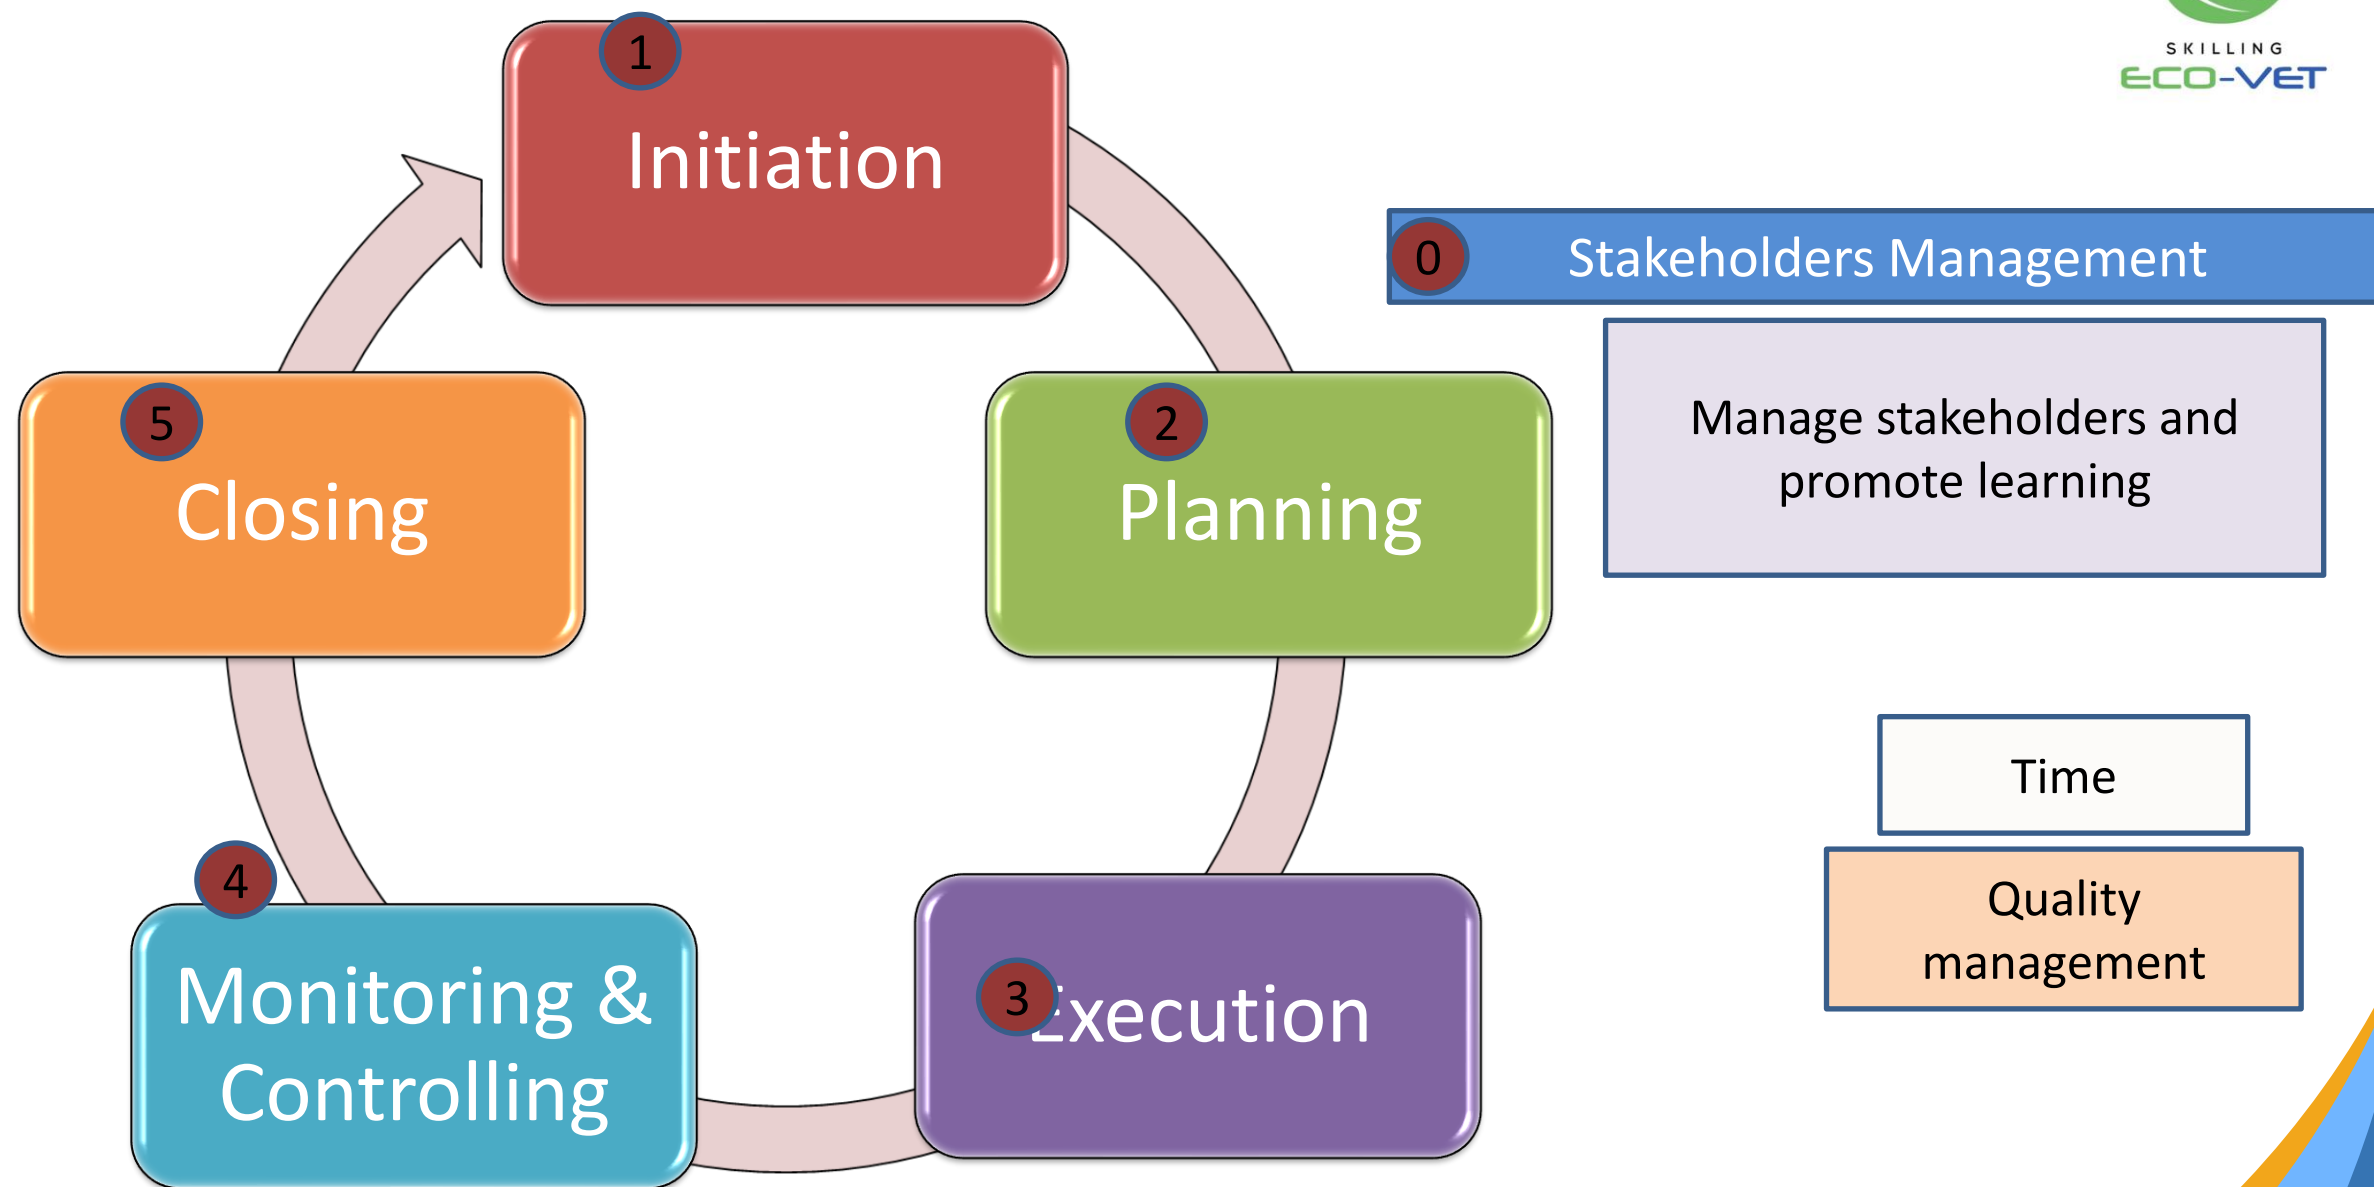 SKILLING
ECO-VET
1
Initiation
0
Stakeholders Management
Manage stakeholders and
promote learning
5
Closing
2
Planning
Time
Quality
management
4
Monitoring &
Controlling
3
Execution